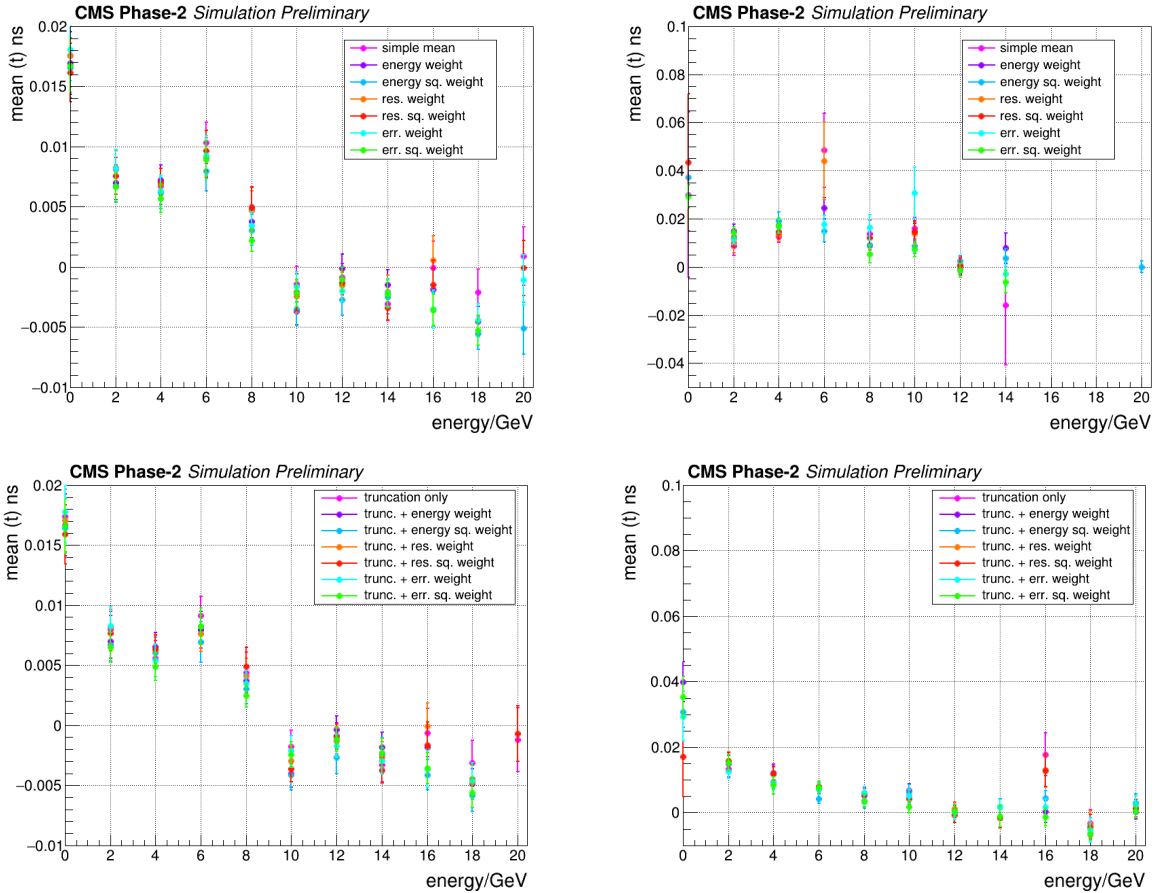 CMS Phase-2 Simulation Preliminary
mean (t) ns
0.02
0.015
0.01
0.005
0
−0.005
−0.01
simple mean
energy weight
energy sq. weight
res. weight
res. sq. weight
err. weight
err. sq. weight
0 2 4 6 8 10 12 14 16 18 20
energy/GeV
CMS Phase-2 Simulation Preliminary
mean (t) ns
0.1
0.08
0.06
0.04
0.02
0
−0.02
−0.04
simple mean
energy weight
energy sq. weight
res. weight
res. sq. weight
err. weight
err. sq. weight
0 2 4 6 8 10 12 14 16 18 20
energy/GeV
CMS Phase-2 Simulation Preliminary
mean (t) ns
0.02
0.015
0.01
0.005
0
−0.005
−0.01
truncation only
trunc. + energy weight
trunc. + energy sq. weight
trunc. + res. weight
trunc. + res. sq. weight
trunc. + err. weight
trunc. + err. sq. weight
0 2 4 6 8 10 12 14 16 18 20
energy/GeV
CMS Phase-2 Simulation Preliminary
mean (t) ns
0.1
0.08
0.06
0.04
0.02
0
truncation only
trunc. + energy weight
trunc. + energy sq. weight
trunc. + res. weight
trunc. + res. sq. weight
trunc. + err. weight
trunc. + err. sq. weight
0 2 4 6 8 10 12 14 16 18 20
energy/GeV